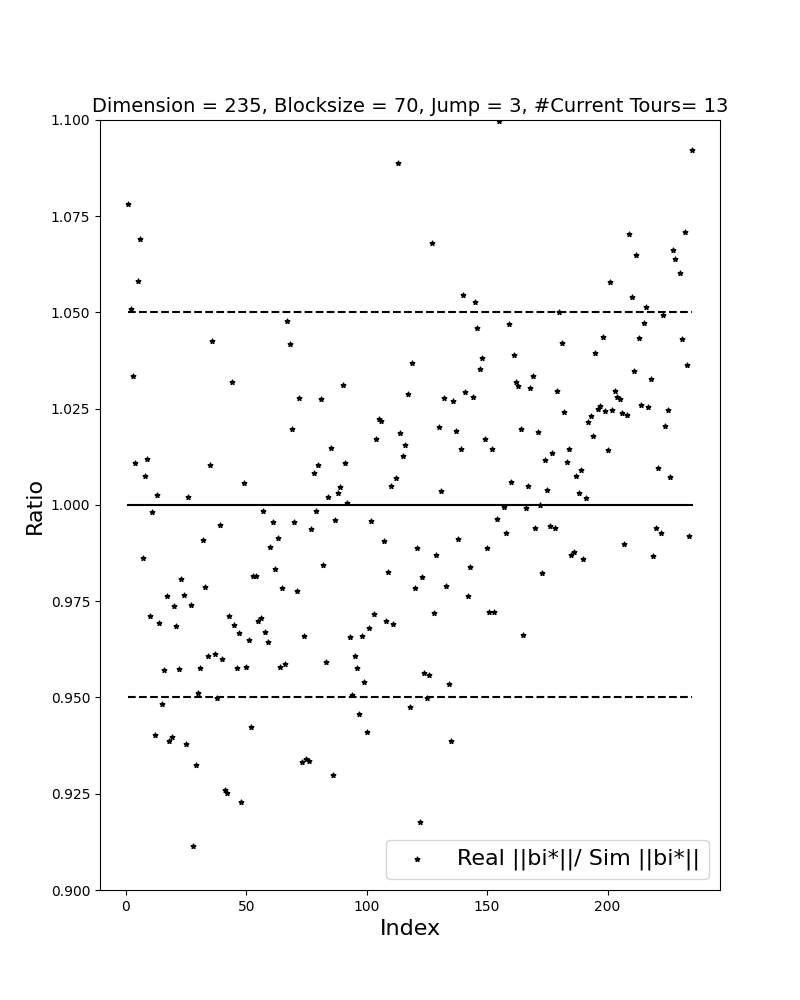 Dimension = 235, Blocksize = 70, Jump = 3, #Current Tours= 13
1.100
1.075
1.050
1.025
1.000
0.975
0.950
0.925
0.900
Ratio
Real ||bi*||/ Sim ||bi*||
0 50 100 150 200
Index